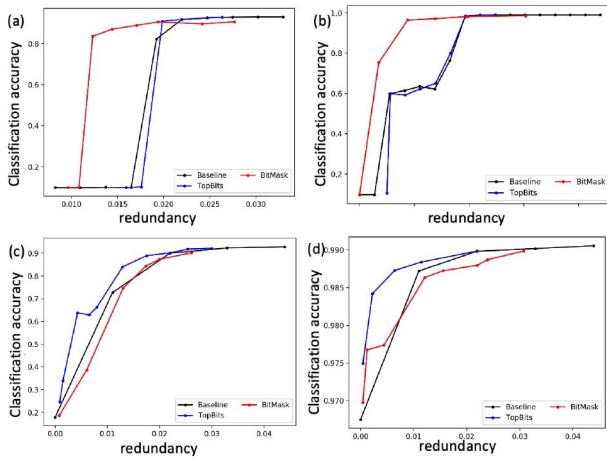 (a)
Classification accuracy
0.8
0.6
0.4
0.2
0.010 0.015 0.020 0.025 0.030
redundancy
Baseline
TopBits
BitMask
(b)
Classification accuracy
1.0
0.8
0.6
0.4
0.2
redundancy
Baseline
TopBits
BitMask
(c)
Classification accuracy
0.9
0.8
0.7
0.6
0.5
0.4
0.3
0.2
0.00 0.01 0.02 0.03 0.04
redundancy
Baseline
TopBits
BitMask
(d)
Classification accuracy
0.990
0.985
0.980
0.975
0.970
0.00 0.01 0.02 0.03 0.04
redundancy
Baseline
TopBits
BitMask